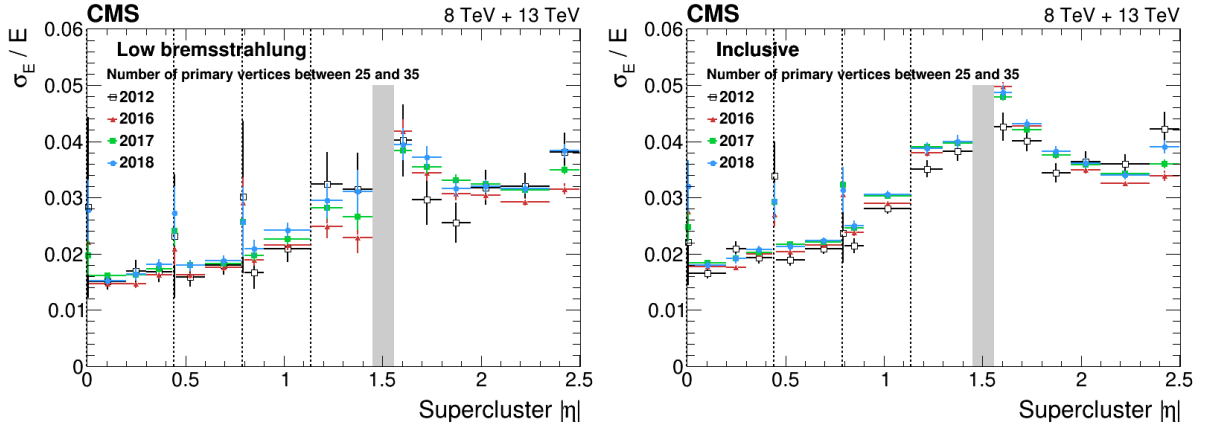 CMS 8 TeV + 13 TeV
σ_E / E
Low bremsstrahlung
Number of primary vertices between 25 and 35
2012
2016
2017
2018
0.06
0.05
0.04
0.03
0.02
0.01
0
0 0.5 1 1.5 2 2.5
Supercluster |η|
CMS 8 TeV + 13 TeV
σ_E / E
Inclusive
Number of primary vertices between 25 and 35
2012
2016
2017
2018
0.06
0.05
0.04
0.03
0.02
0.01
0
0 0.5 1 1.5 2 2.5
Supercluster |η|